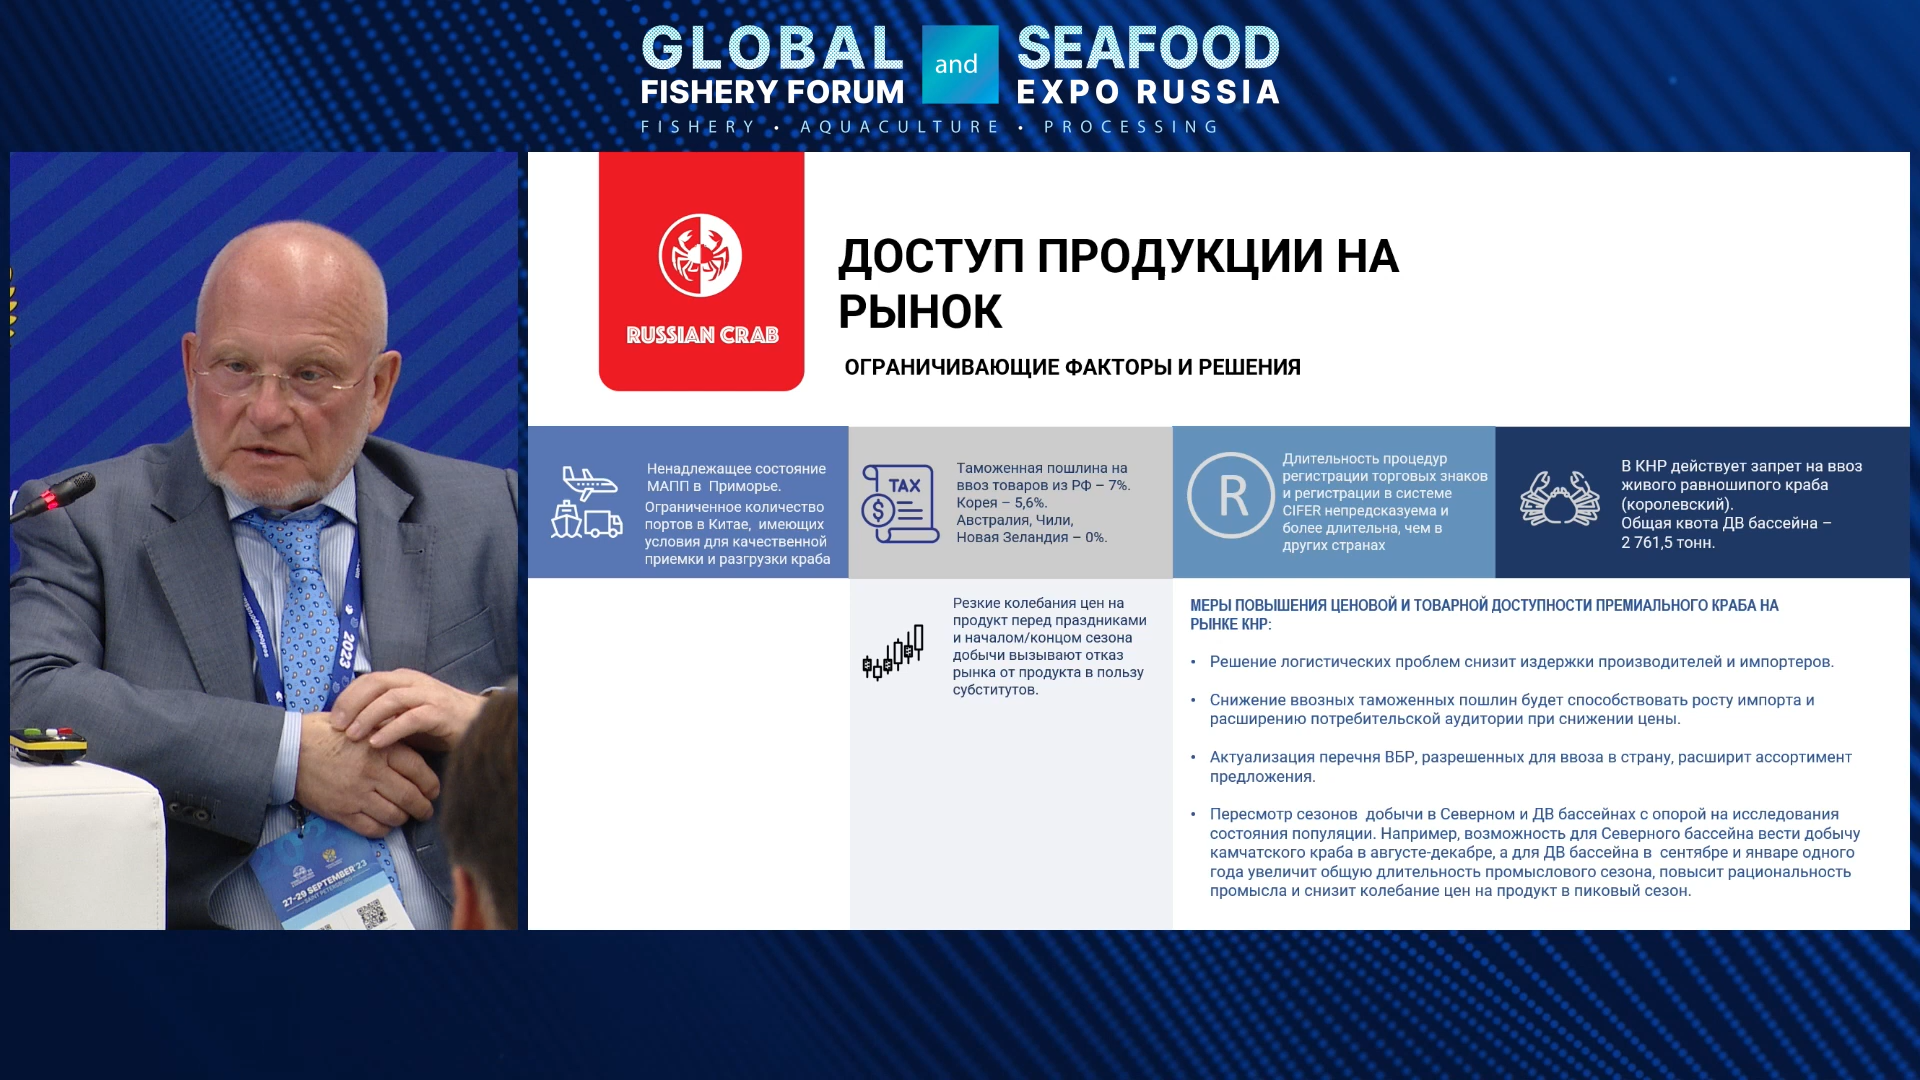 GLOBAL and SEAFOOD
FISHERY FORUM EXPO RUSSIA
FISHERY • AQUACULTURE • PROCESSING
RUSSIAN CRAB
ДОСТУП ПРОДУКЦИИ НА
РЫНОК
ОГРАНИЧИВАЮЩИЕ ФАКТОРЫ И РЕШЕНИЯ
Ненадлежащее состояние
МАПП в Приморье.
Ограниченное количество
портов в Китае, имеющих
условия для качественной
приемки и разгрузки краба
TAX
$
Таможенная пошлина на
ввоз товаров из РФ – 7%.
Корея – 5,6%.
Австралия, Чили,
Новая Зеландия – 0%.
R
Длительность процедур
регистрации торговых знаков
и регистрации в системе
CIFER непредсказуема и
более длительна, чем в
других странах
В КНР действует запрет на ввоз
живого равношипого краба
(королевский).
Общая квота ДВ бассейна –
2 761,5 тонн.
Резкие колебания цен на
продукт перед праздниками
и началом/концом сезона
добычи вызывают отказ
рынка от продукта в пользу
субститутов.
МЕРЫ ПОВЫШЕНИЯ ЦЕНОВОЙ И ТОВАРНОЙ ДОСТУПНОСТИ ПРЕМИАЛЬНОГО КРАБА НА
РЫНКЕ КНР:
• Решение логистических проблем снизит издержки производителей и импортеров.
• Снижение ввозных таможенных пошлин будет способствовать росту импорта и
расширению потребительской аудитории при снижении цены.
• Актуализация перечня ВБР, разрешенных для ввоза в страну, расширит ассортимент
предложения.
• Пересмотр сезонов добычи в Северном и ДВ бассейнах с опорой на исследования
состояния популяции. Например, возможность для Северного бассейна вести добычу
камчатского краба в августе-декабре, а для ДВ бассейна в сентябре и январе одного
года увеличит общую длительность промыслового сезона, повысит рациональность
промысла и снизит колебание цен на продукт в пиковый сезон.
2023
27-29 SEPTEMBER'23